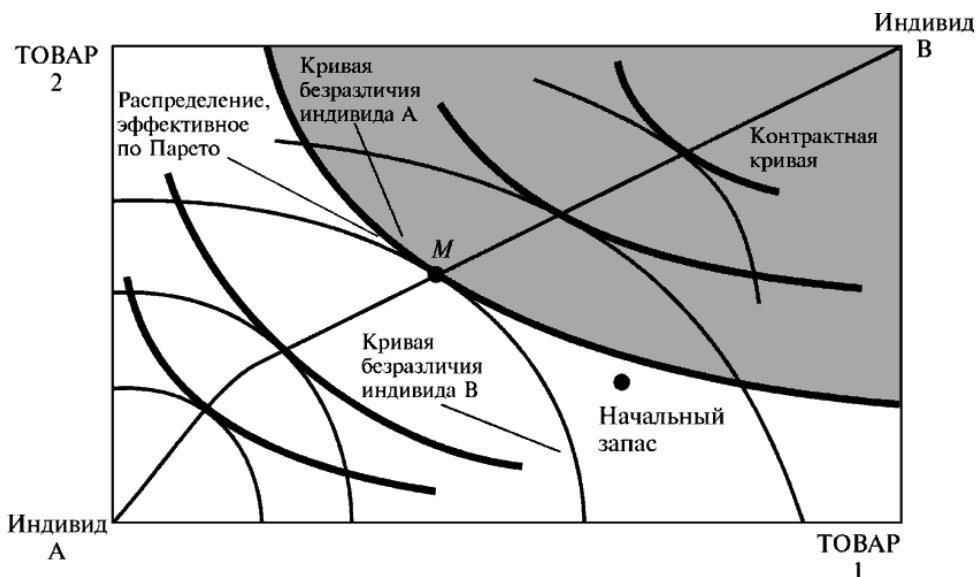 Индивид
B
ТОВАР
2
Кривая
безразличия
индивида A
Распределение,
эффективное
по Парето
Контрактная
кривая
M
Кривая
безразличия
индивида B
Начальный
запас
Индивид
A
ТОВАР
1